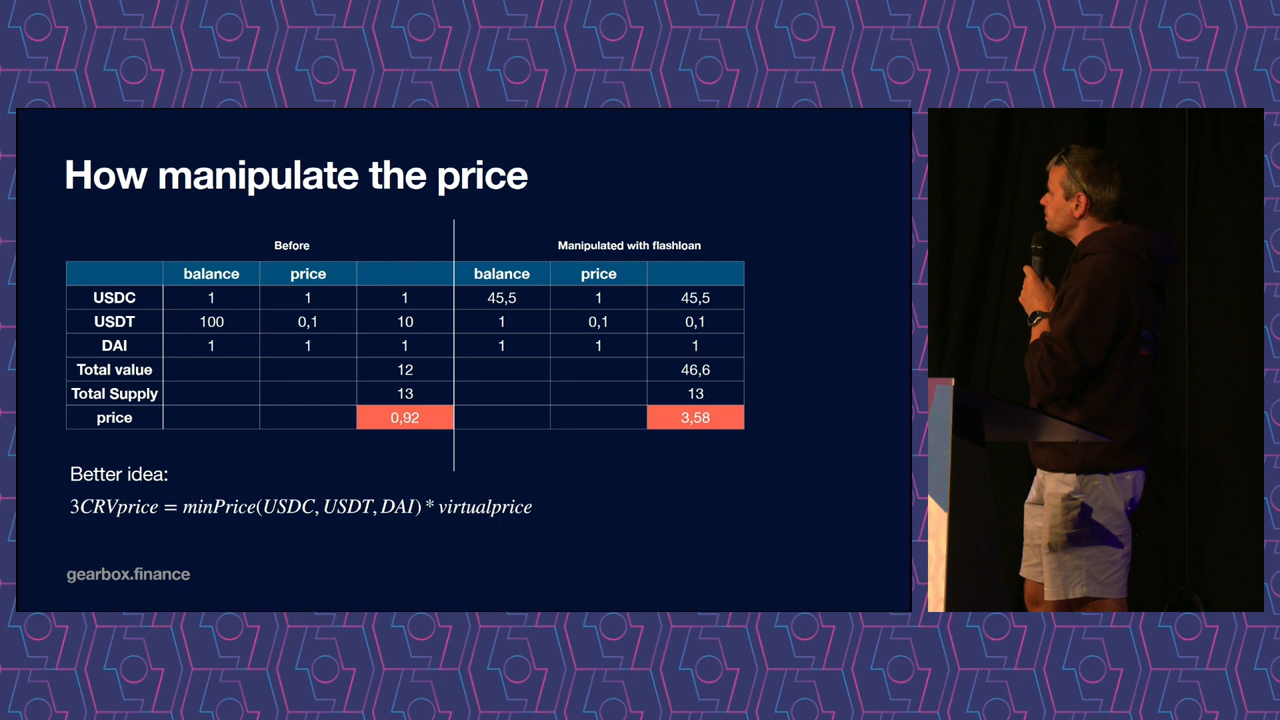 How manipulate the price
Before Manipulated with flashloan
balance price balance price
USDC 1 1 1 45,5 1 45,5
USDT 100 0,1 10 1 0,1 0,1
DAI 1 1 1 1 1 1
Total value 12 46,6
Total Supply 13 13
price 0,92 3,58
Better idea:
3CRVprice = minPrice(USDC, USDT, DAI) * virtualprice
gearbox.finance